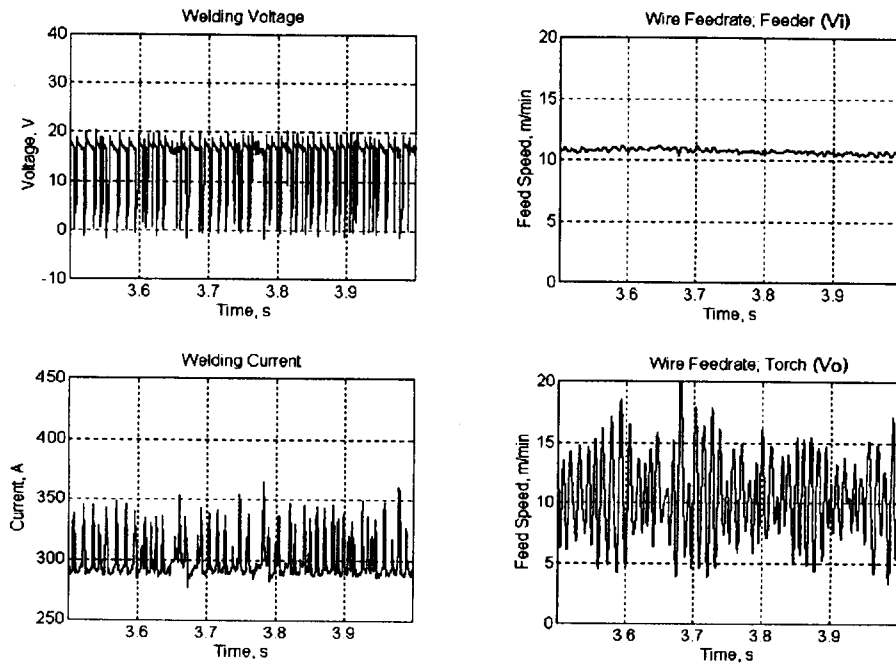 Welding Voltage
40
30
20
10
0
-10
Voltage, V
3.6 3.7 3.8 3.9
Time, s
Wire Feedrate; Feeder (Vi)
20
15
10
5
0
Feed Speed, m/min
3.6 3.7 3.8 3.9
Time, s
Welding Current
450
400
350
300
250
Current, A
3.6 3.7 3.8 3.9
Time, s
Wire Feedrate; Torch (Vo)
20
15
10
5
0
Feed Speed, m/min
3.6 3.7 3.8 3.9
Time, s